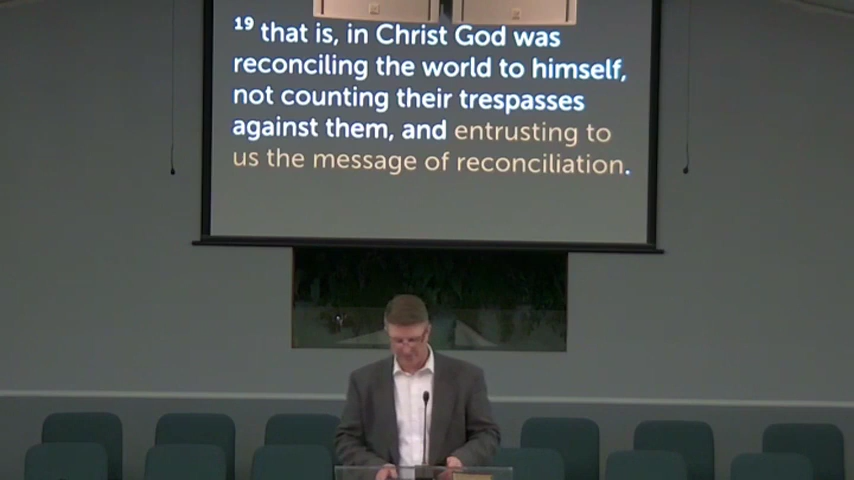 19 that is, in Christ God was
reconciling the world to himself,
not counting their trespasses
against them, and entrusting to
us the message of reconciliation.